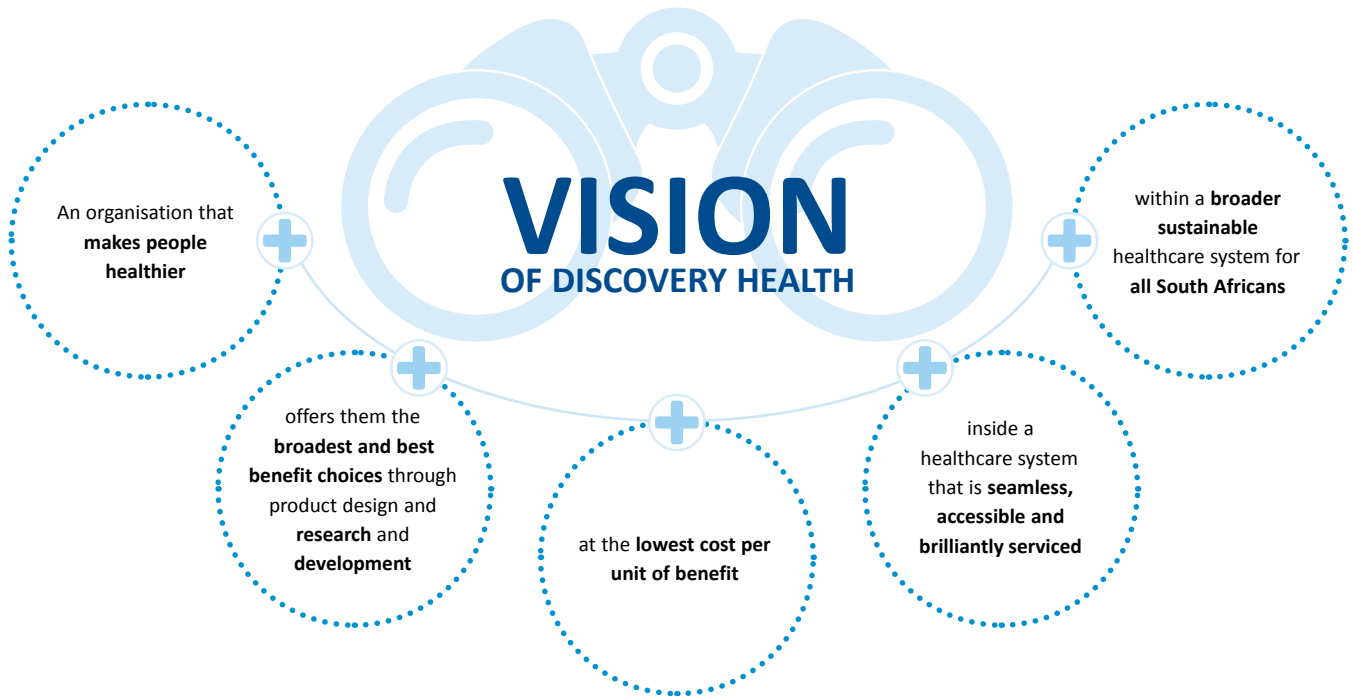 VISION
OF DISCOVERY HEALTH
An organisation that
makes people
healthier
offers them the
broadest and best
benefit choices through
product design and
research and
development
at the lowest cost per
unit of benefit
inside a
healthcare system
that is seamless,
accessible and
brilliantly serviced
within a broader
sustainable
healthcare system for
all South Africans